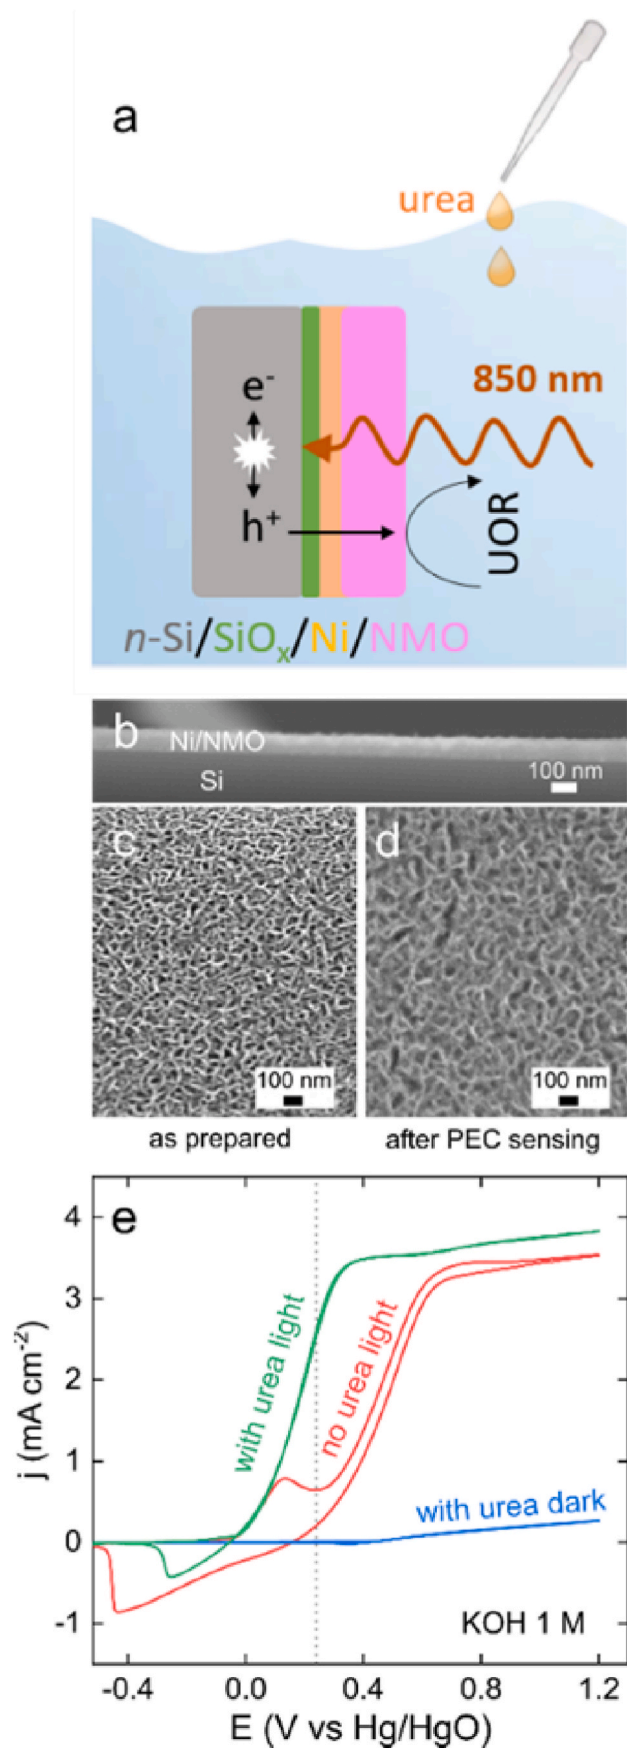 a
urea
850 nm
e-
h+
UOR
n-Si/SiOx/Ni/NMO
b
Ni/NMO
Si
100 nm
c
d
100 nm
100 nm
as prepared
after PEC sensing
e
4
3
2
1
0
-1
j (mA cm-2)
with urea light
no urea light
with urea dark
KOH 1 M
-0.4
0.0
0.4
0.8
1.2
E (V vs Hg/HgO)